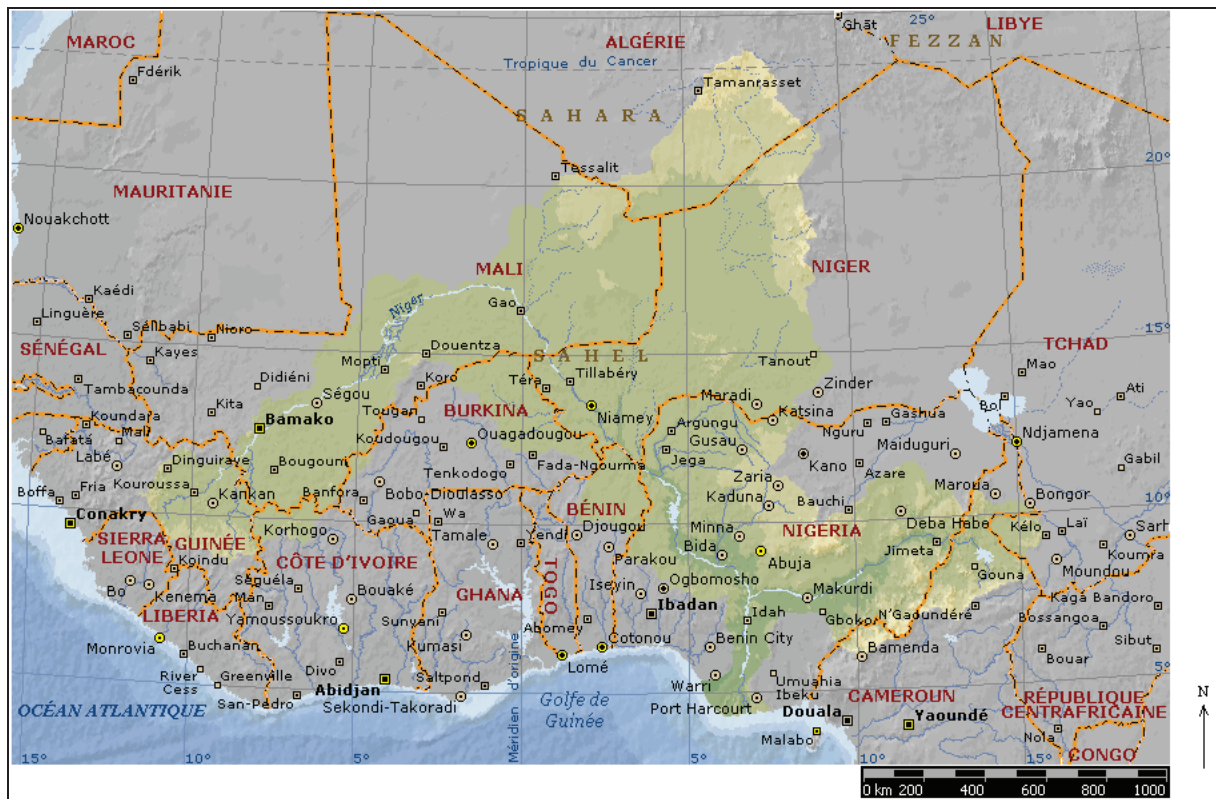 Ghāt
25°
LIBYE
MAROC
ALGÉRIE
FEZZAN
Fdérik
Tropique du Cancer
Tamanrasset
SAHARA
20°
Tessalit
MAURITANIE
Nouakchott
MALI
NIGER
Kaédi
Niger
Gao
Linguère
Sélibabi
Nioro
15°
SÉNÉGAL
Kayes
Mopti
Douentza
SAHEL
Tanout
TCHAD
Mao
Tambacounda
Didiéni
Koro
Téra
Tillabéry
Zinder
Ati
Ségou
Maradi
Bol
Yao
Koundara
Kita
Tougan
BURKINA
Niamey
Katsina
Gashua
Bafatá
Mali
Bamako
Koudougou
Ouagadougou
Argungu
Gusau
Nguru
Maiduguri
Ndjamena
Labé
Dinguiraye
Bougouni
Tenkodogo
Fada-Ngourma
Jega
Kano
Azare
Gabil
Boffa
Fria
Kouroussa
Kankan
Banfora
Bobo-Dioulasso
Zaria
Kaduna
Bauchi
Maroua
Bongor
10°
Conakry
Gaoua
Wa
BÉNIN
Korhogo
Tamale
Yendi
Djougou
Minna
NIGERIA
Deba Habe
Kélo
Laï
Sarh
SIERRA
LEONE
GUINÉE
Bida
Jimeta
Koumra
Koindu
CÔTE D'IVOIRE
Parakou
Abuja
Moundou
Bo
Kenema
Séguéla
Man
Bouaké
GHANA
TOGO
Iseyin
Ogbomosho
Makurdi
Gouna
Kaga Bandoro
LIBERIA
Yamoussoukro
Sunyani
Ibadan
Idah
Gboko
N'Gaoundéré
Bossangoa
Monrovia
Buchanan
Kumasi
Abomey
Cotonou
Benin City
Bamenda
Sibut
River
Cess
Greenville
Divo
Saltpond
Lomé
Bouar
5°
San-Pedro
Abidjan
Sekondi-Takoradi
Méridien d'origine
Warri
Port Harcourt
Umuahia
Ibeku
CAMEROUN
RÉPUBLIQUE
CENTRAFRICAINE
OCÉAN ATLANTIQUE
Golfe de
Guinée
Douala
Yaoundé
Malabo
Nola
CONGO
N
15°
10°
5°
0°
5°
10°
15°
0 km 200 400 600 800 1000